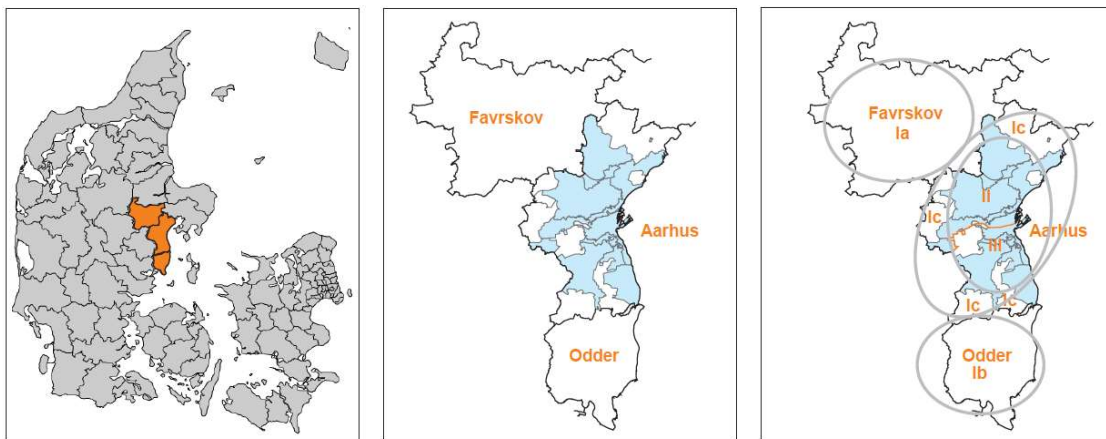 Favrskov
Aarhus
Odder
Favrskov
Ia
Ic
II
Ic
Aarhus
III
Ic
Ic
Odder
Ib